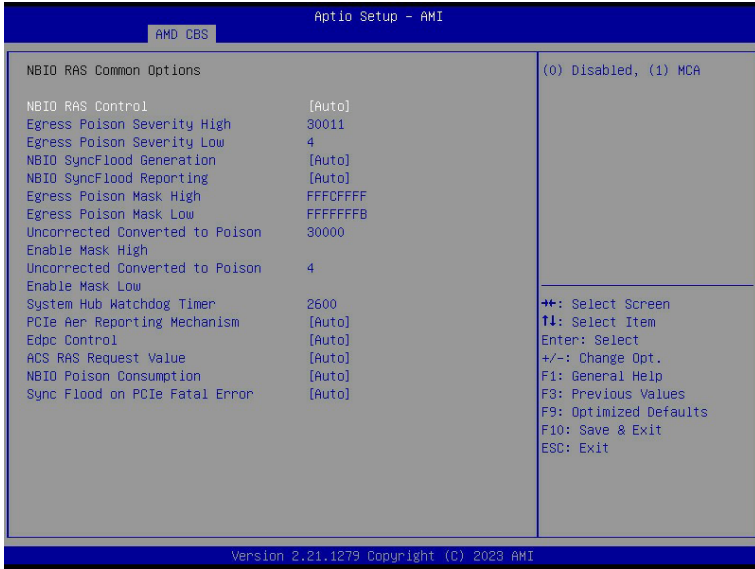 Aptio Setup – AMI
AMD CBS
NBIO RAS Common Options
(0) Disabled, (1) MCA
NBIO RAS Control [Auto]
Egress Poison Severity High 30011
Egress Poison Severity Low 4
NBIO SyncFlood Generation [Auto]
NBIO SyncFlood Reporting [Auto]
Egress Poison Mask High FFFCFFFF
Egress Poison Mask Low FFFFFFFB
Uncorrected Converted to Poison 30000
Enable Mask High
Uncorrected Converted to Poison 4
Enable Mask Low
System Hub Watchdog Timer 2600
PCIe Aer Reporting Mechanism [Auto]
Edpc Control [Auto]
ACS RAS Request Value [Auto]
NBIO Poison Consumption [Auto]
Sync Flood on PCIe Fatal Error [Auto]
→←: Select Screen
↑↓: Select Item
Enter: Select
+/-: Change Opt.
F1: General Help
F3: Previous Values
F9: Optimized Defaults
F10: Save & Exit
ESC: Exit
Version 2.21.1279 Copyright (C) 2023 AMI